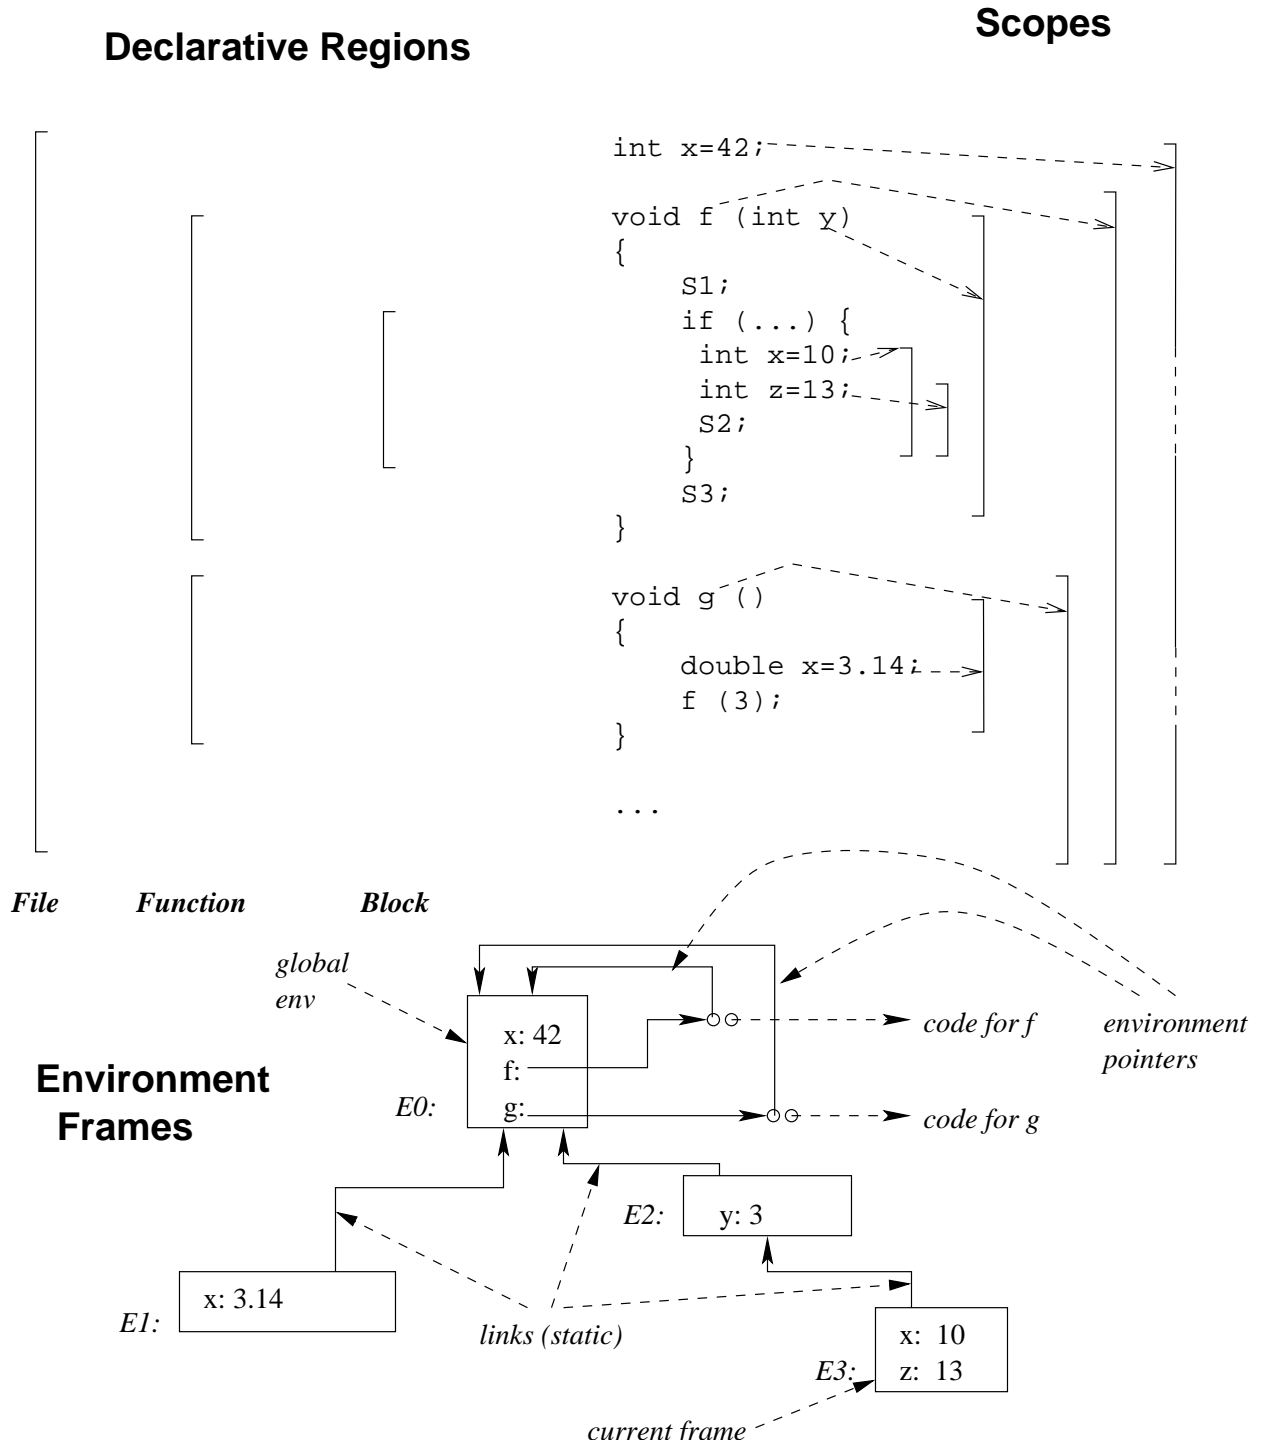 Scopes
Declarative Regions
int x=42;
void f (int y)
{
S1;
if (...) {
int x=10;
int z=13;
S2;
}
S3;
}
void g ()
{
double x=3.14;
f (3);
}
...
File Function Block
global
env
x: 42
f:
g:
E0:
code for f
code for g
environment
pointers
Environment
Frames
E2:
y: 3
E1:
x: 3.14
links (static)
x: 10
z: 13
E3:
current frame